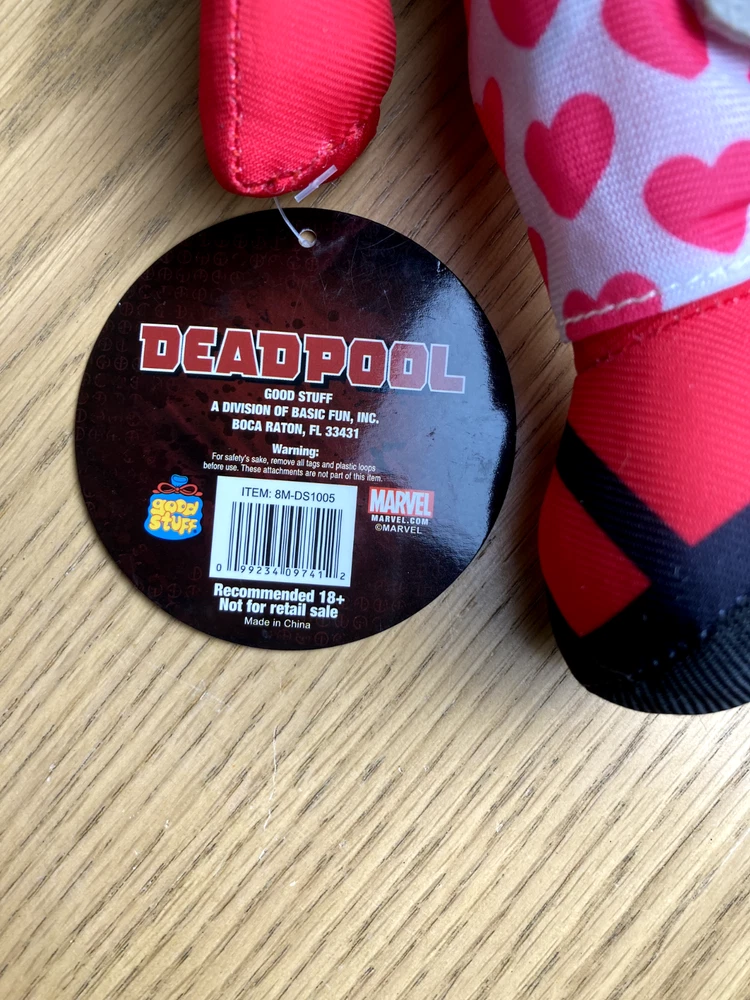 DEADPOOL
GOOD STUFF
A DIVISION OF BASIC FUN, INC.
BOCA RATON, FL 33431
Warning:
For safety's sake, remove all tags and plastic loops
before use. These attachments are not part of this item.
good
STUFF
ITEM: 8M-DS1005
0 99234 09741 2
MARVEL
MARVEL.COM
©MARVEL
Recommended 18+
Not for retail sale
Made in China